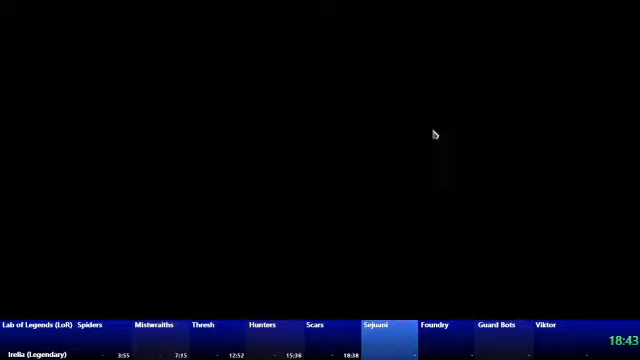 Lab of Legends (LoR) Spiders Mistwraiths Thresh Hunters Scars Sejuani Foundry Guard Bots Viktor
18:43
Irelia (Legendary) - 3:55 - 7:15 - 12:52 - 15:36 - 18:38 - - - -